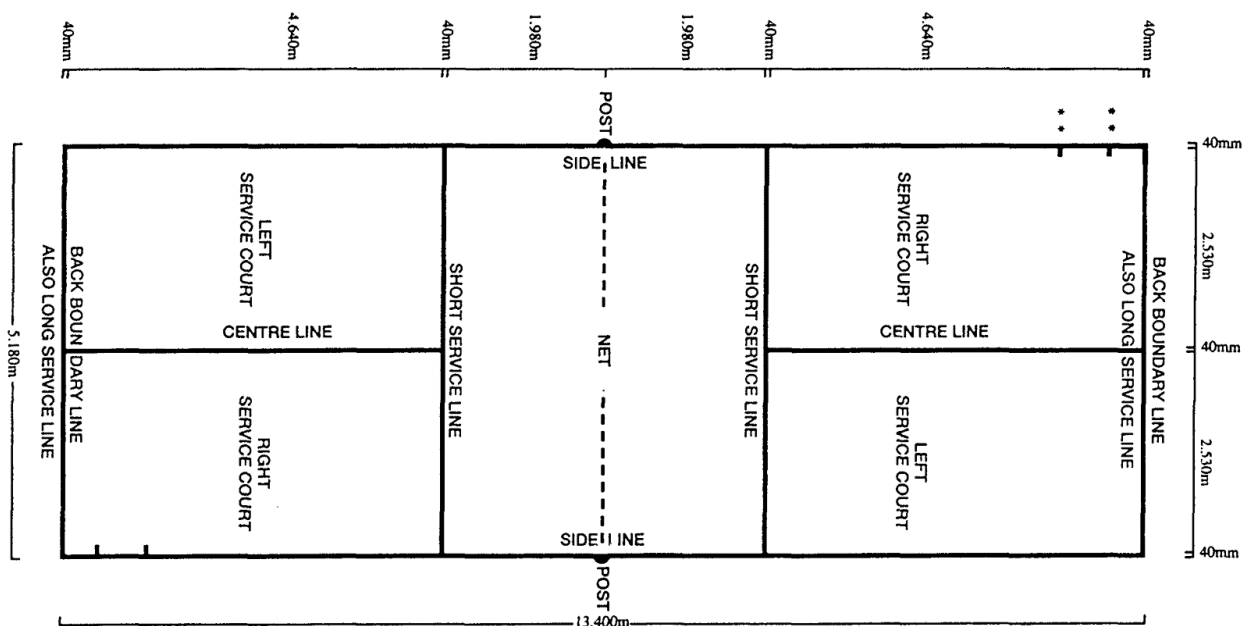 40mm
4.640m
40mm
1.980m
1.980m
40mm
4.640m
40mm
POST
* *
* *
40mm
SIDE LINE
LEFT
SERVICE COURT
RIGHT
SERVICE COURT
2.530m
BACK BOUNDARY LINE
ALSO LONG SERVICE LINE
SHORT SERVICE LINE
NET
SHORT SERVICE LINE
BACK BOUNDARY LINE
ALSO LONG SERVICE LINE
CENTRE LINE
CENTRE LINE
40mm
5.180m
RIGHT
SERVICE COURT
LEFT
SERVICE COURT
2.530m
SIDE LINE
40mm
POST
13.400m